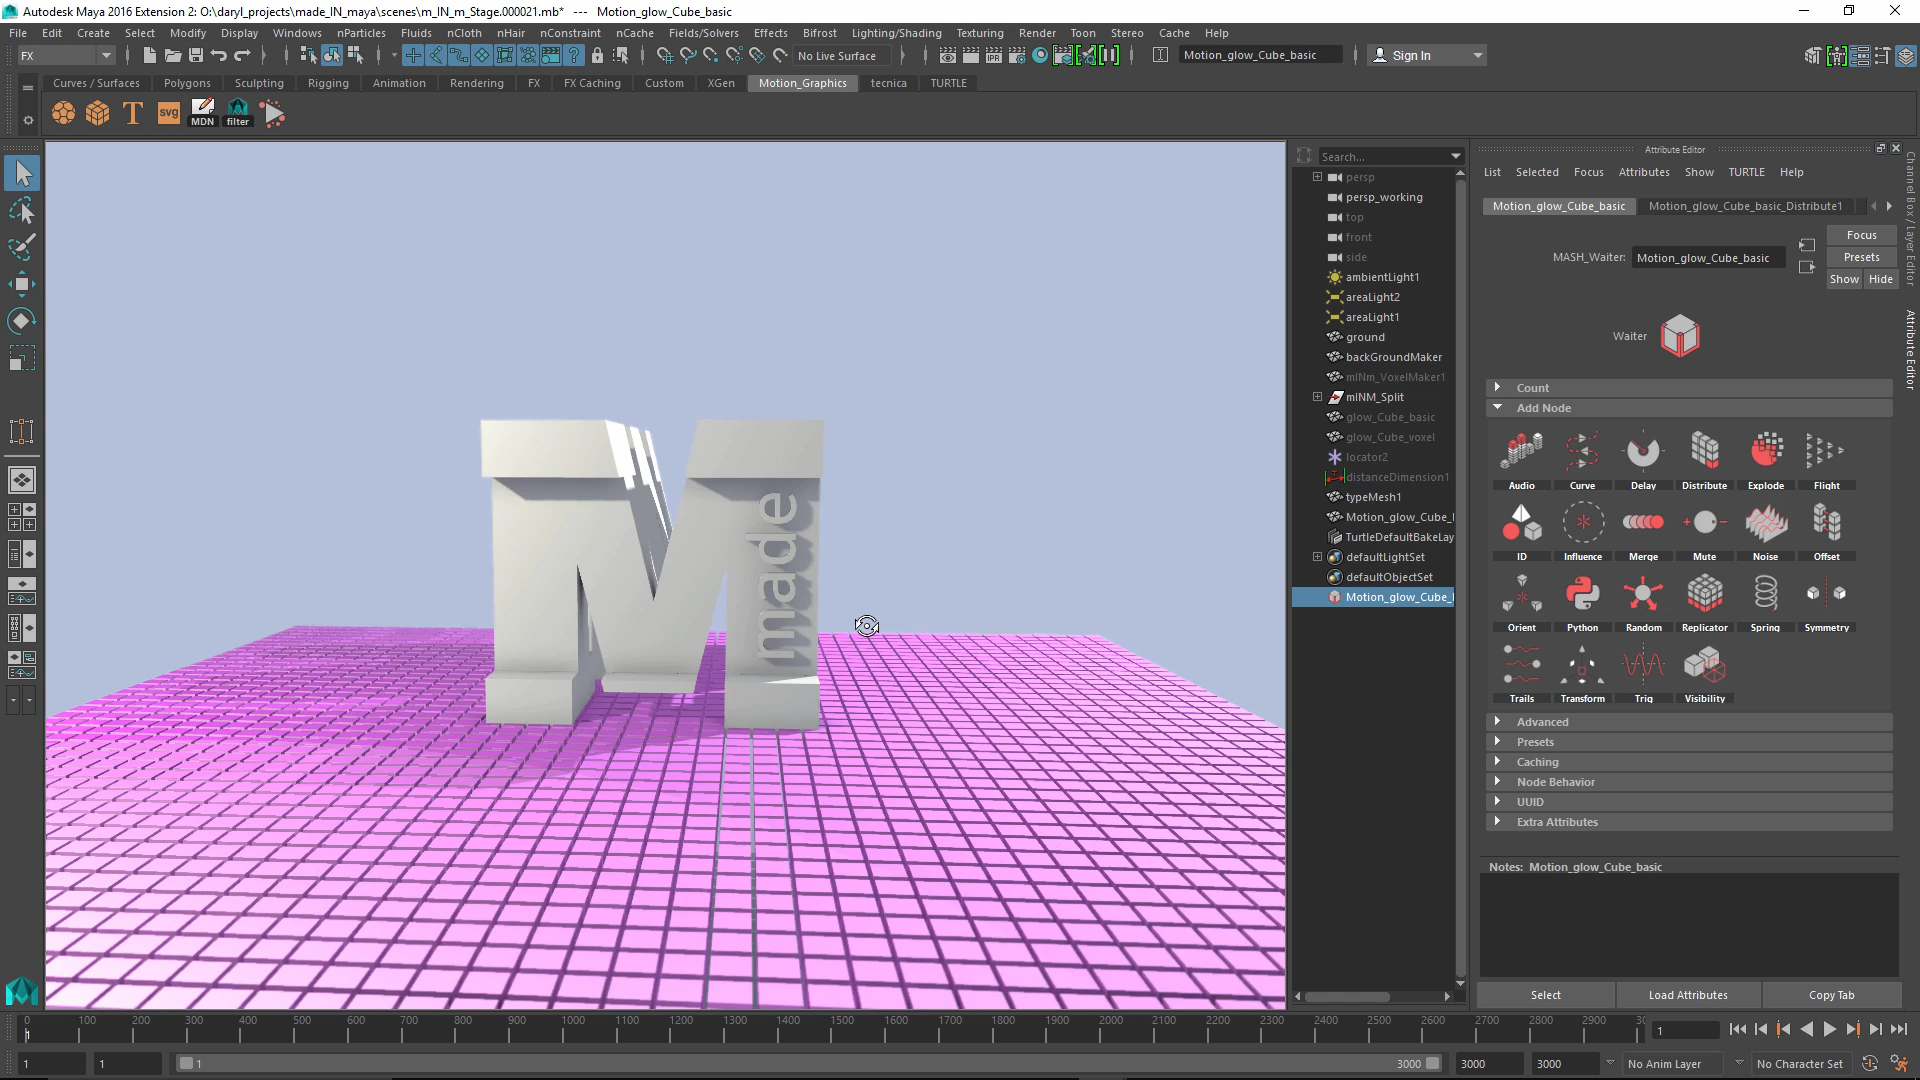 Autodesk Maya 2016 Extension 2: O:\daryl_projects\made_IN_maya\scenes\m_IN_m_Stage.000021.mb* --- Motion_glow_Cube_basic
File Edit Create Select Modify Display Windows nParticles Fluids nCloth nHair nConstraint nCache Fields/Solvers Effects Bifrost Lighting/Shading Texturing Render Toon Stereo Cache Help
FX No Live Surface IPR Motion_glow_Cube_basic Sign In
Curves / Surfaces Polygons Sculpting Rigging Animation Rendering FX FX Caching Custom XGen Motion_Graphics tecnica TURTLE
T svg MDN filter
Search...
persp
persp_working
top
front
side
ambientLight1
areaLight2
areaLight1
ground
backGroundMaker
mINm_VoxelMaker1
mINM_Split
glow_Cube_basic
glow_Cube_voxel
locator2
distanceDimension1
typeMesh1
Motion_glow_Cube_
TurtleDefaultBakeLay
defaultLightSet
defaultObjectSet
Motion_glow_Cube_
M
made
Attribute Editor
List Selected Focus Attributes Show TURTLE Help
Motion_glow_Cube_basic Motion_glow_Cube_basic_Distribute1
MASH_Waiter: Motion_glow_Cube_basic
Focus
Presets
Show Hide
Waiter
Count
Add Node
Audio Curve Delay Distribute Explode Flight
ID Influence Merge Mute Noise Offset
Orient Python Random Replicator Spring Symmetry
Trails Transform Trig Visibility
Advanced
Presets
Caching
Node Behavior
UUID
Extra Attributes
Notes: Motion_glow_Cube_basic
Select Load Attributes Copy Tab
Channel Box / Layer Editor
Attribute Editor
0 100 200 300 400 500 600 700 800 900 1000 1100 1200 1300 1400 1500 1600 1700 1800 1900 2000 2100 2200 2300 2400 2500 2600 2700 2800 2900 30
1 1
1 1 1 3000 3000 3000 No Anim Layer No Character Set